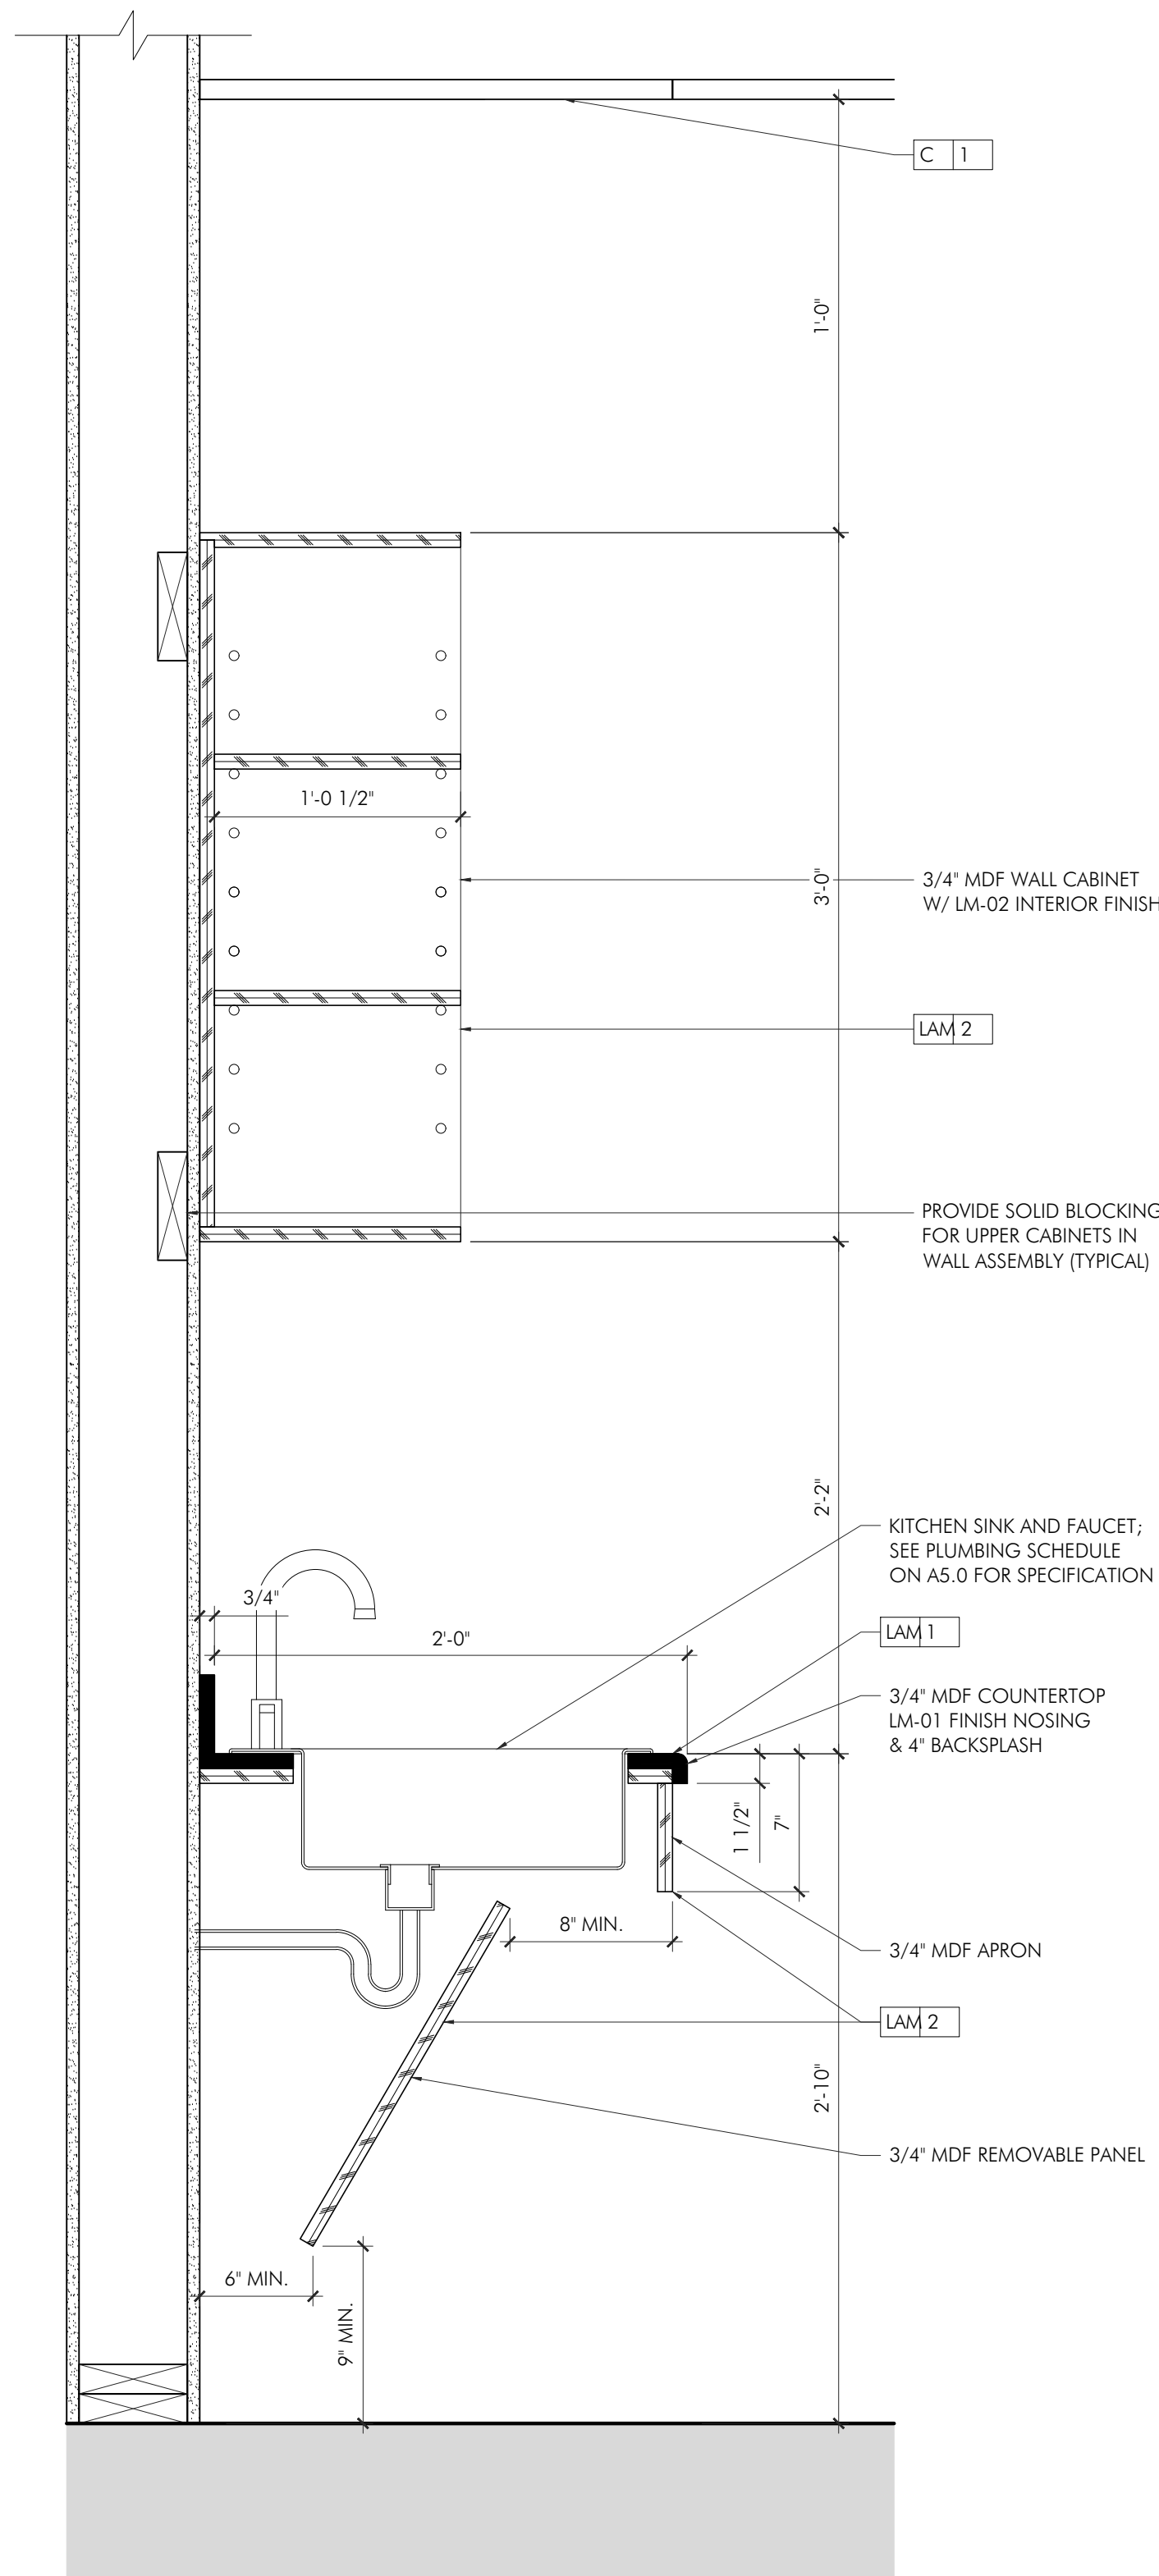 C 1
1'-0"
1'-0 1/2"
3'-0"
3/4" MDF WALL CABINET
W/ LM-02 INTERIOR FINISH
LAM 2
PROVIDE SOLID BLOCKING
FOR UPPER CABINETS IN
WALL ASSEMBLY (TYPICAL)
2'-2"
KITCHEN SINK AND FAUCET;
SEE PLUMBING SCHEDULE
ON A5.0 FOR SPECIFICATION
3/4"
2'-0"
LAM 1
3/4" MDF COUNTERTOP
LM-01 FINISH NOSING
& 4" BACKSPLASH
1 1/2"
7"
8" MIN.
3/4" MDF APRON
LAM 2
2'-10"
3/4" MDF REMOVABLE PANEL
6" MIN.
9" MIN.